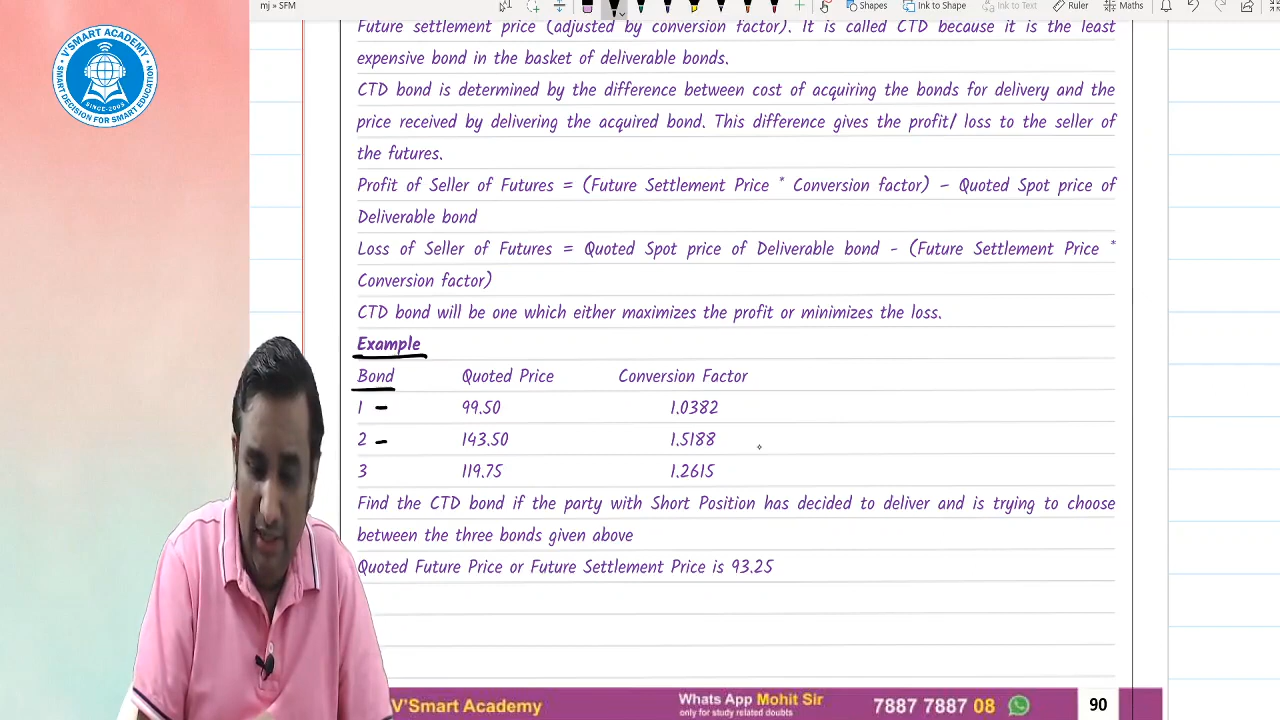 mj » SFM
Shapes
Ink to Shape
Ink to Text
Ruler
Maths
V'SMART ACADEMY
SINCE-2005
SMART DECISION FOR SMART EDUCATION
Future settlement price (adjusted by conversion factor). It is called CTD because it is the least
expensive bond in the basket of deliverable bonds.
CTD bond is determined by the difference between cost of acquiring the bonds for delivery and the
price received by delivering the acquired bond. This difference gives the profit/ loss to the seller of
the futures.
Profit of Seller of Futures = (Future Settlement Price * Conversion factor) – Quoted Spot price of
Deliverable bond
Loss of Seller of Futures = Quoted Spot price of Deliverable bond - (Future Settlement Price *
Conversion factor)
CTD bond will be one which either maximizes the profit or minimizes the loss.
Example
Bond Quoted Price Conversion Factor
1 - 99.50 1.0382
2 - 143.50 1.5188
3 119.75 1.2615
Find the CTD bond if the party with Short Position has decided to deliver and is trying to choose
between the three bonds given above
Quoted Future Price or Future Settlement Price is 93.25
V'Smart Academy
Whats App Mohit Sir
only for study related doubts
7887 7887 08
90